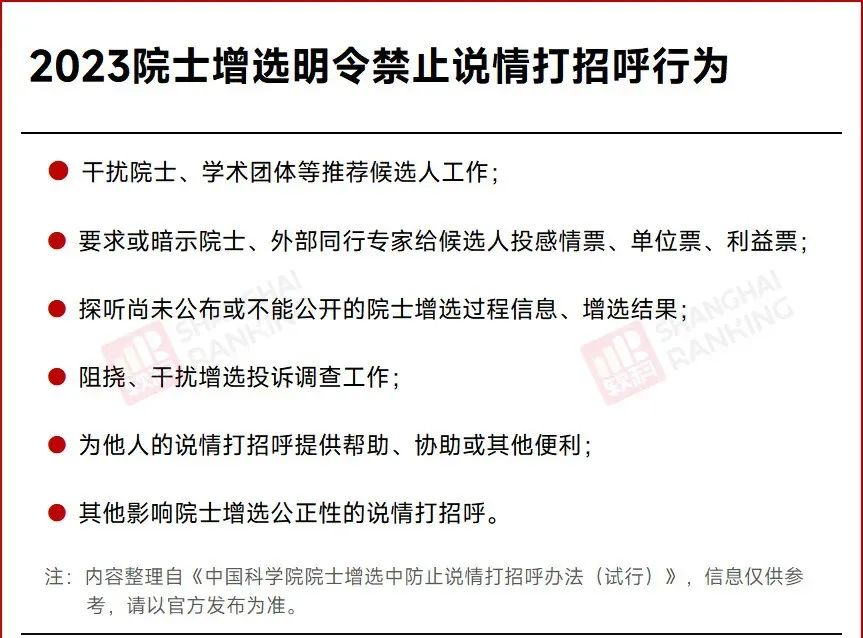 2023院士增选明令禁止说情打招呼行为
干扰院士、学术团体等推荐候选人工作；
要求或暗示院士、外部同行专家给候选人投感情票、单位票、利益票；
探听尚未公布或不能公开的院士增选过程信息、增选结果；
SHANGHAI
RANKING
软科
SHANGHAI
RANKING
软科
阻挠、干扰增选投诉调查工作；
为他人的说情打招呼提供帮助、协助或其他便利；
其他影响院士增选公正性的说情打招呼。
注：内容整理自《中国科学院院士增选中防止说情打招呼办法（试行）》，信息仅供参
考，请以官方发布为准。